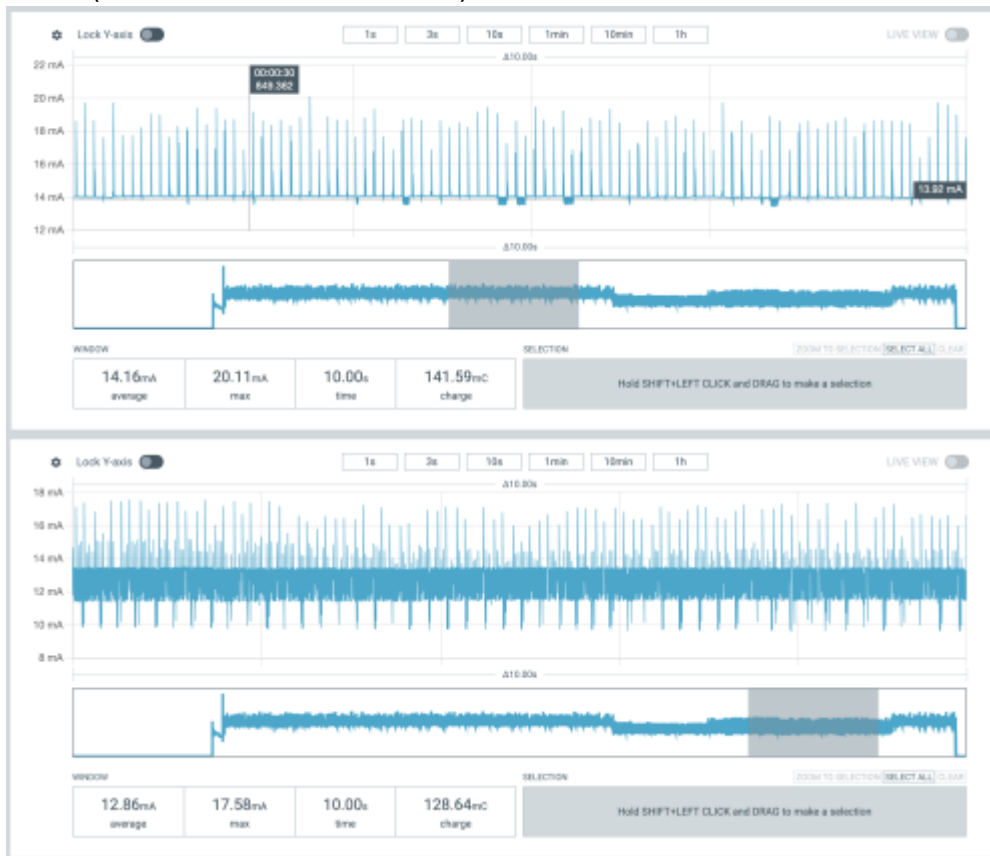 Lock Y-axis 1s 3s 10s 1min 10min 1h LIVE VIEW
Δ10.00s
22 mA
00:00:30
849.362
20 mA
18 mA
16 mA
13.92 mA
14 mA
12 mA
Δ10.00s
WINDOW SELECTION ZOOM TO SELECTION SELECT ALL CLEAR
14.16mA 20.11mA 10.00s 141.59mC
average max time charge
Hold SHIFT+LEFT CLICK and DRAG to make a selection
Lock Y-axis 1s 3s 10s 1min 10min 1h LIVE VIEW
Δ10.00s
18 mA
16 mA
14 mA
12 mA
10 mA
8 mA
Δ10.00s
WINDOW SELECTION ZOOM TO SELECTION SELECT ALL CLEAR
12.86mA 17.58mA 10.00s 128.64mC
average max time charge
Hold SHIFT+LEFT CLICK and DRAG to make a selection